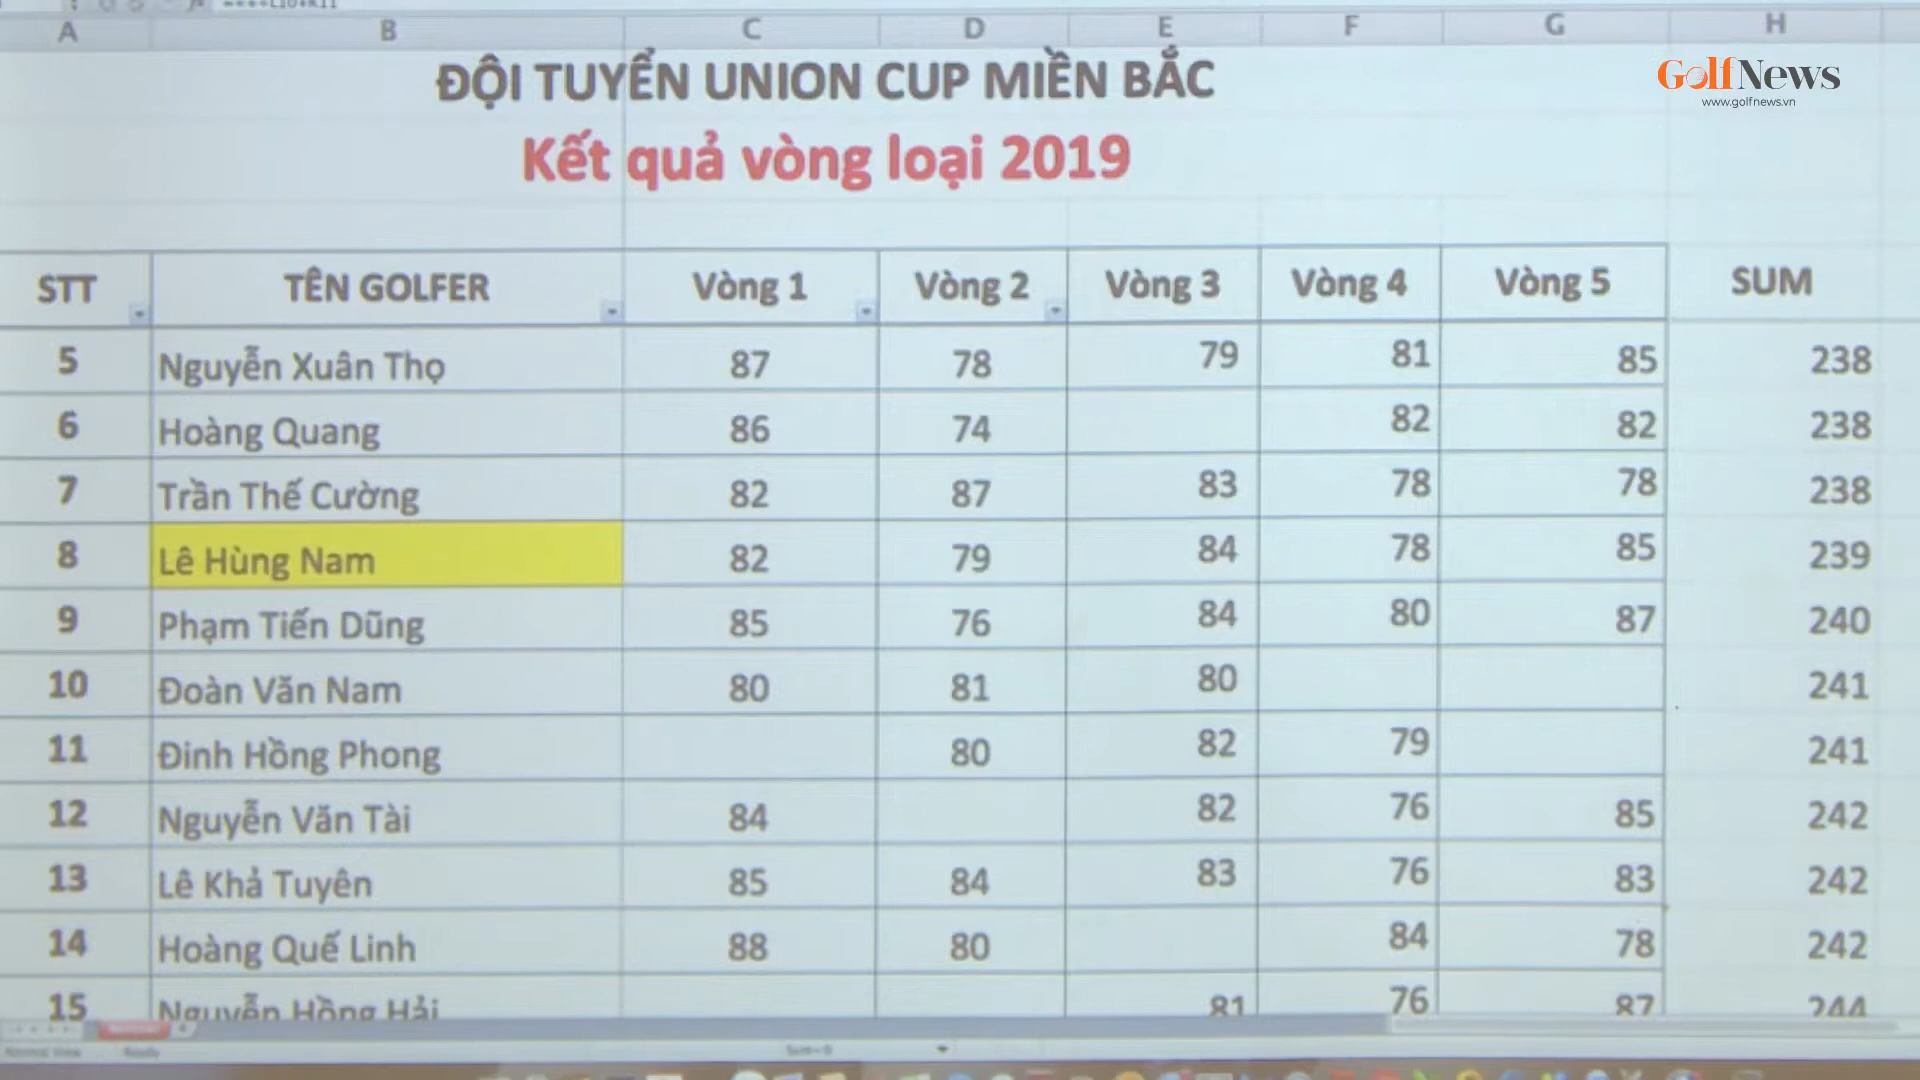 A B C D E F G H
ĐỘI TUYỂN UNION CUP MIỀN BẮC
GolfNews
www.golfnews.vn
Kết quả vòng loại 2019
STT TÊN GOLFER Vòng 1 Vòng 2 Vòng 3 Vòng 4 Vòng 5 SUM
5 Nguyễn Xuân Thọ 87 78 79 81 85 238
6 Hoàng Quang 86 74 82 82 238
7 Trần Thế Cường 82 87 83 78 78 238
8 Lê Hùng Nam 82 79 84 78 85 239
9 Phạm Tiến Dũng 85 76 84 80 87 240
10 Đoàn Văn Nam 80 81 80 241
11 Đinh Hồng Phong 80 82 79 241
12 Nguyễn Văn Tài 84 82 76 85 242
13 Lê Khả Tuyên 85 84 83 76 83 242
14 Hoàng Quế Linh 88 80 84 78 242
15 Nguyễn Hồng Hải 81 76 87 244
Normal View Ready Sum=0